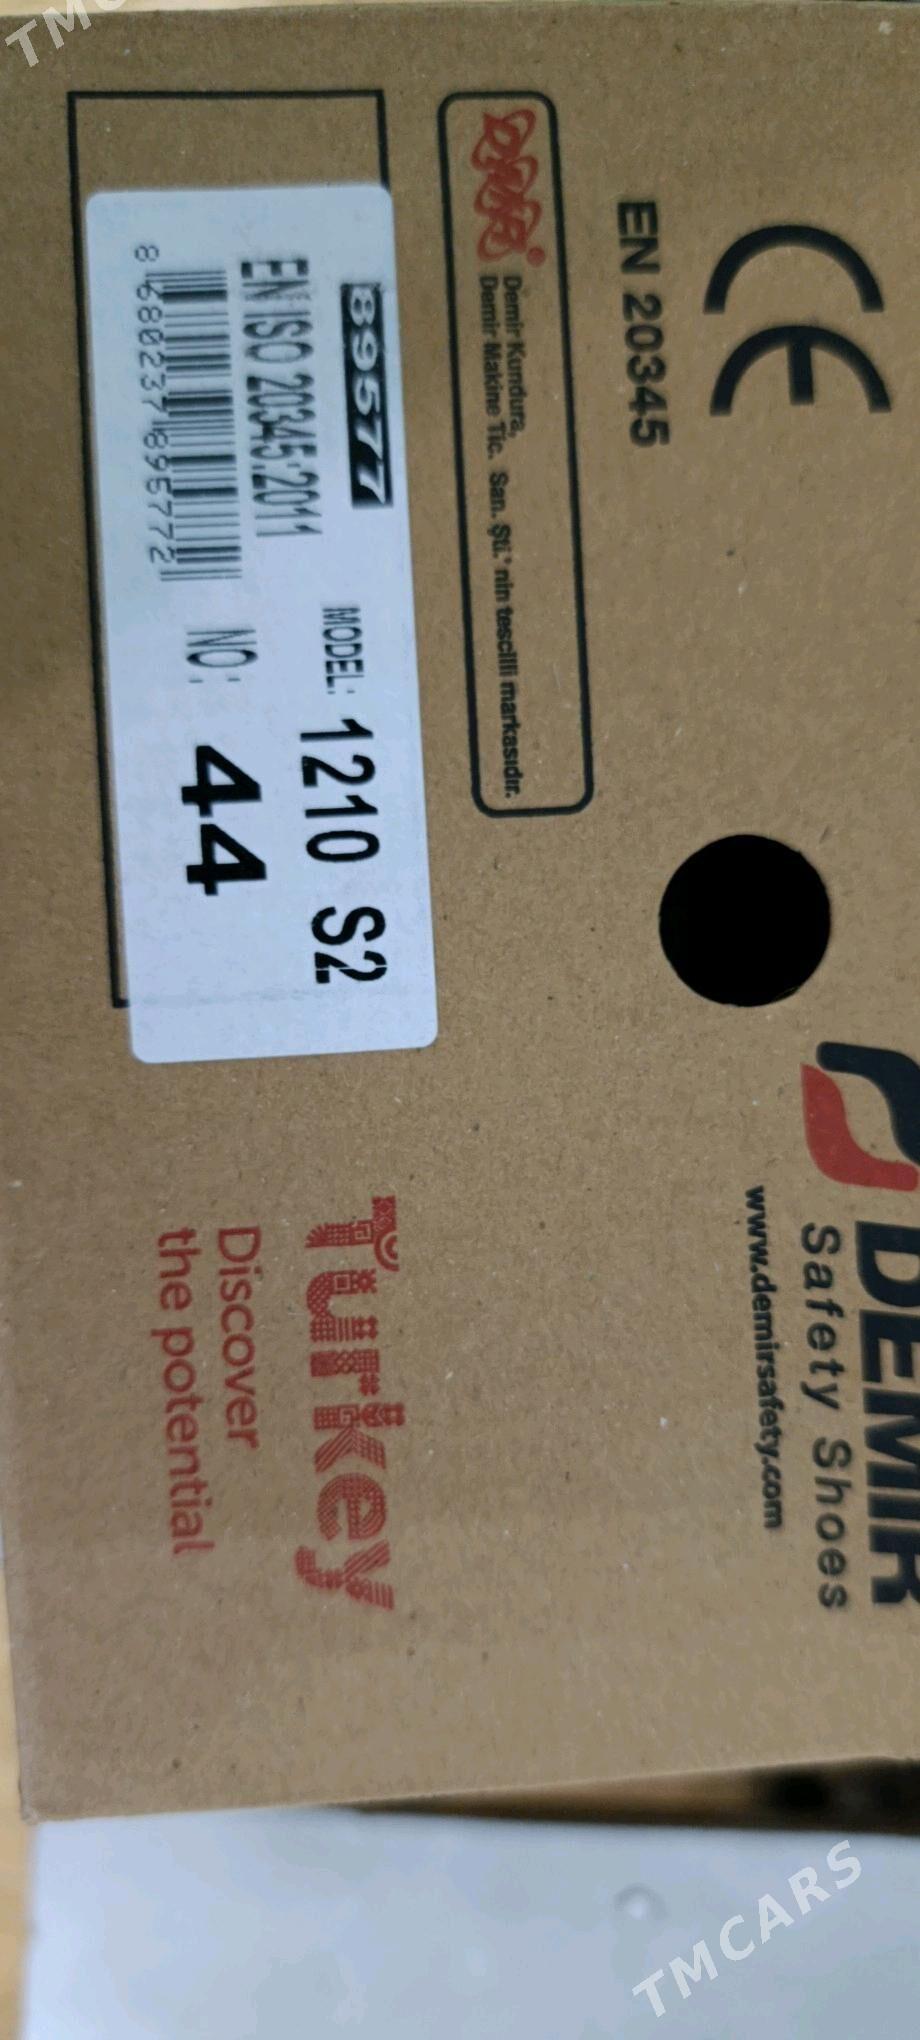 CE
EN 20345
DEMIR
Safety Shoes
www.demirsafety.com
Demir Kundura,
Demir Makine Tic. San. Şti.' nin tescilli markasıdır.
89577
MODEL: 1210 S2
EN ISO 20345:2011
NO: 44
8 680237 895772
Turkey
Discover
the potential
TMCARS